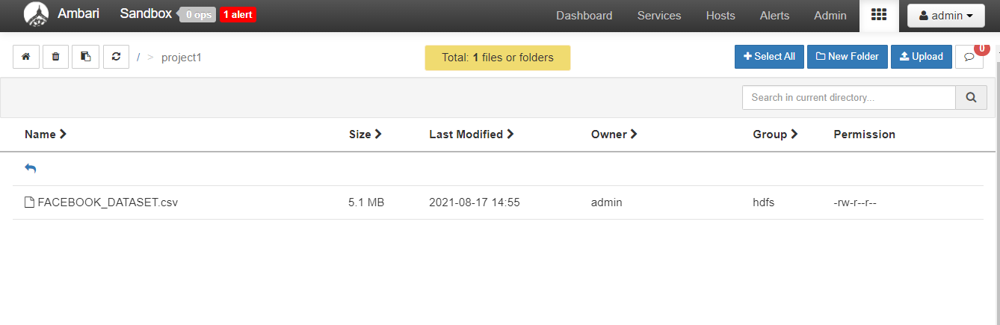 Ambari Sandbox 0 ops 1 alert Dashboard Services Hosts Alerts Admin admin
/ > project1 Total: 1 files or folders Select All New Folder Upload 0
Search in current directory...
Name Size Last Modified Owner Group Permission
FACEBOOK_DATASET.csv 5.1 MB 2021-08-17 14:55 admin hdfs -rw-r--r--